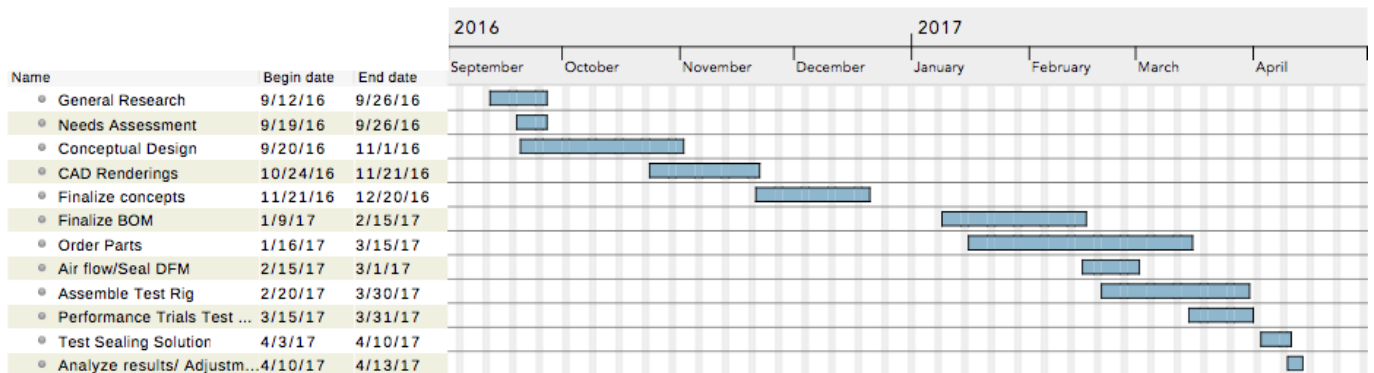 2016 2017
September October November December January February March April
Name Begin date End date
General Research 9/12/16 9/26/16
Needs Assessment 9/19/16 9/26/16
Conceptual Design 9/20/16 11/1/16
CAD Renderings 10/24/16 11/21/16
Finalize concepts 11/21/16 12/20/16
Finalize BOM 1/9/17 2/15/17
Order Parts 1/16/17 3/15/17
Air flow/Seal DFM 2/15/17 3/1/17
Assemble Test Rig 2/20/17 3/30/17
Performance Trials Test ... 3/15/17 3/31/17
Test Sealing Solution 4/3/17 4/10/17
Analyze results/ Adjustm...4/10/17 4/13/17